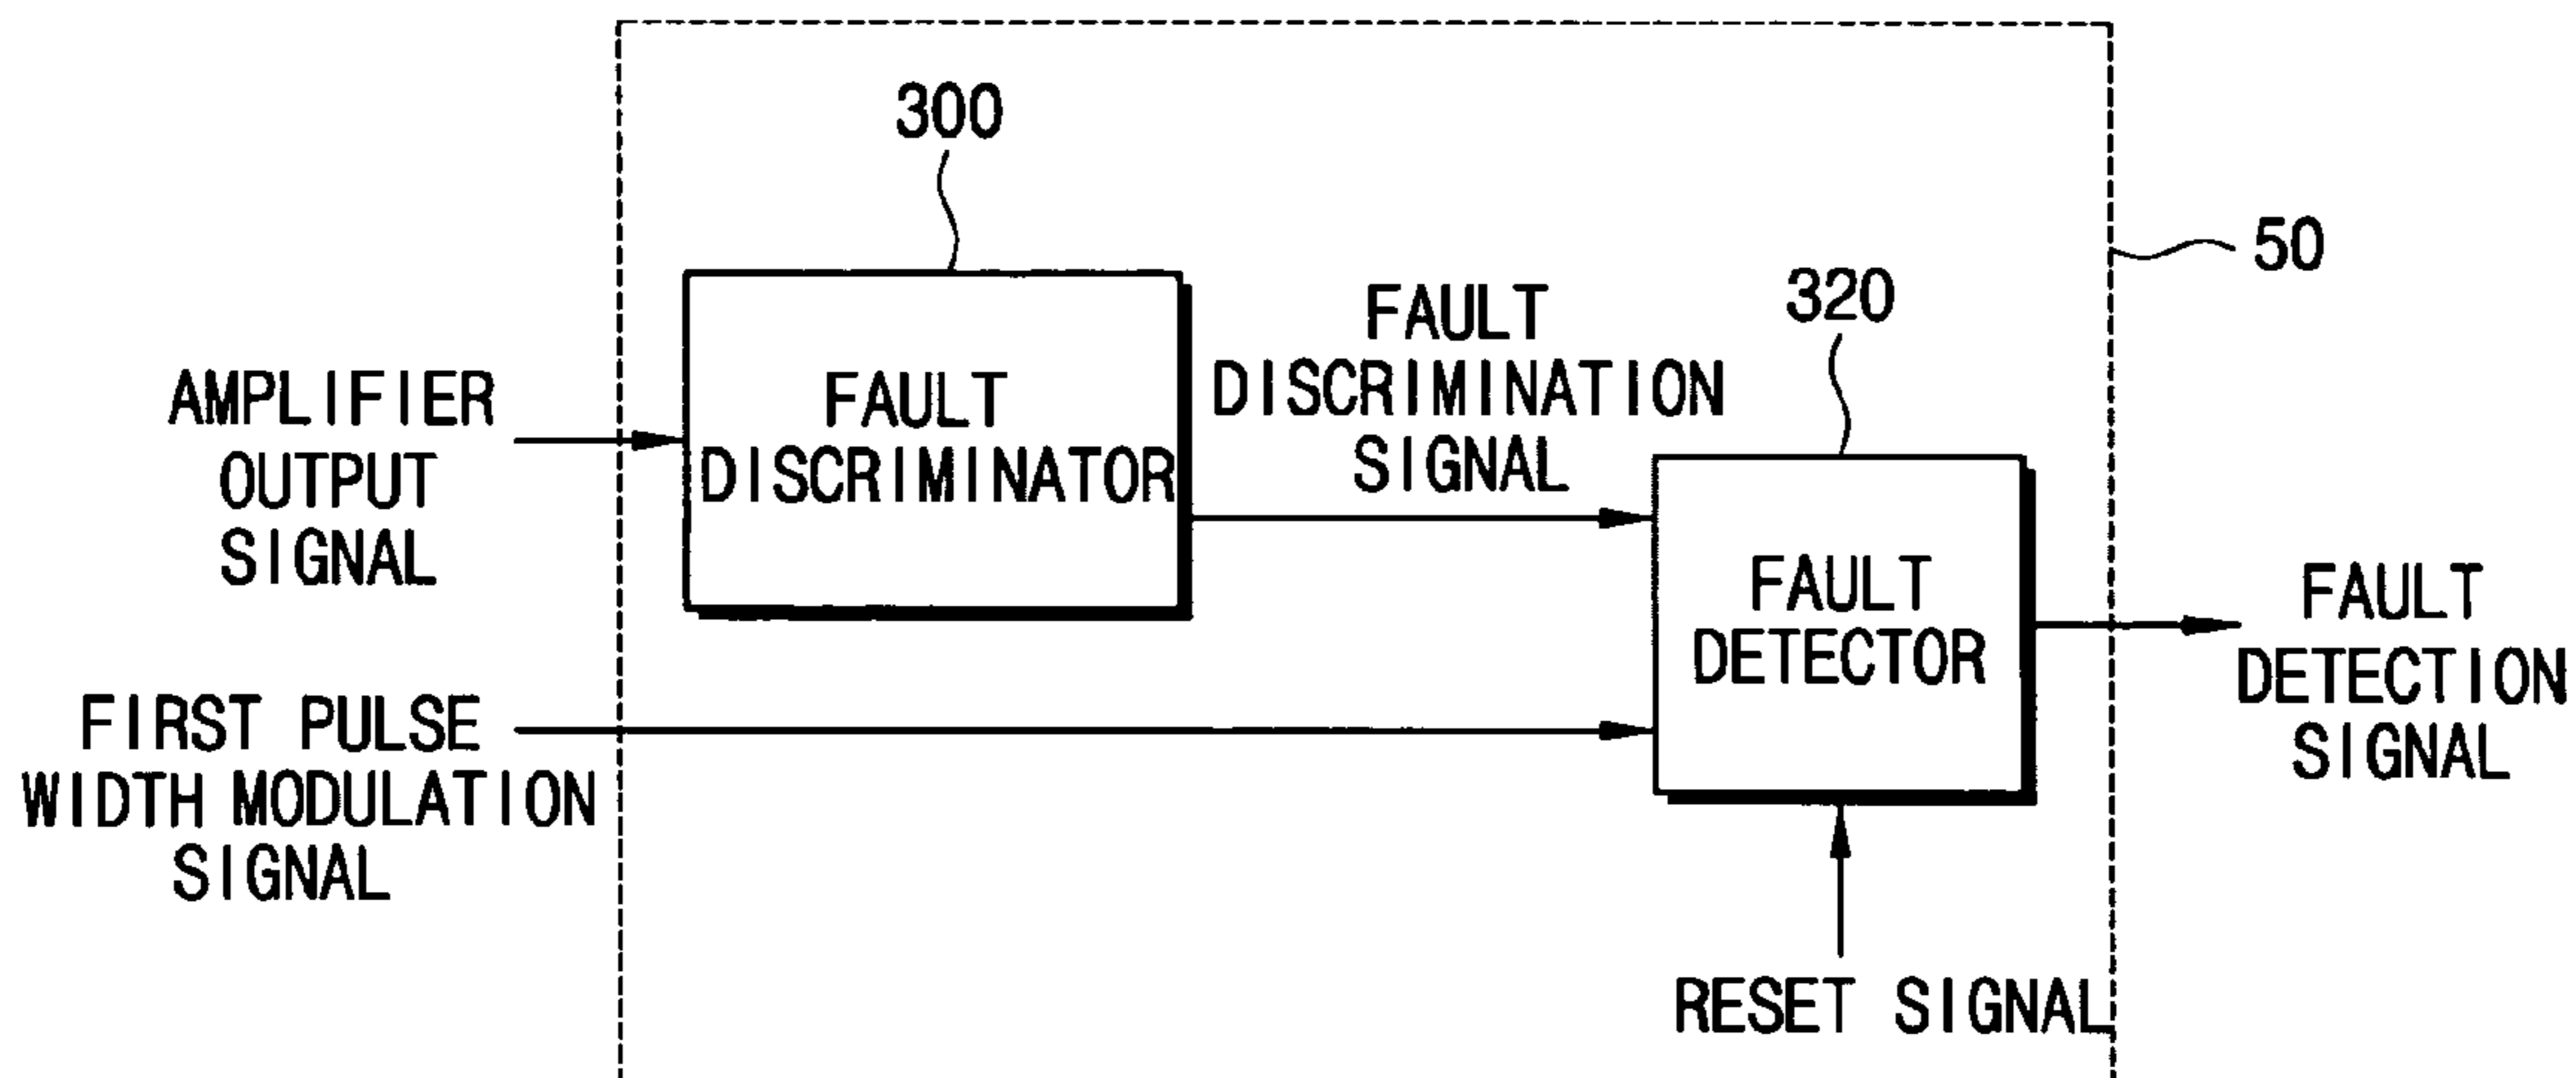 300
50
320
AMPLIFIER
OUTPUT
SIGNAL
FAULT
DISCRIMINATOR
FAULT
DISCRIMINATION
SIGNAL
FAULT
DETECTOR
FAULT
DETECTION
SIGNAL
FIRST PULSE
WIDTH MODULATION
SIGNAL
RESET SIGNAL